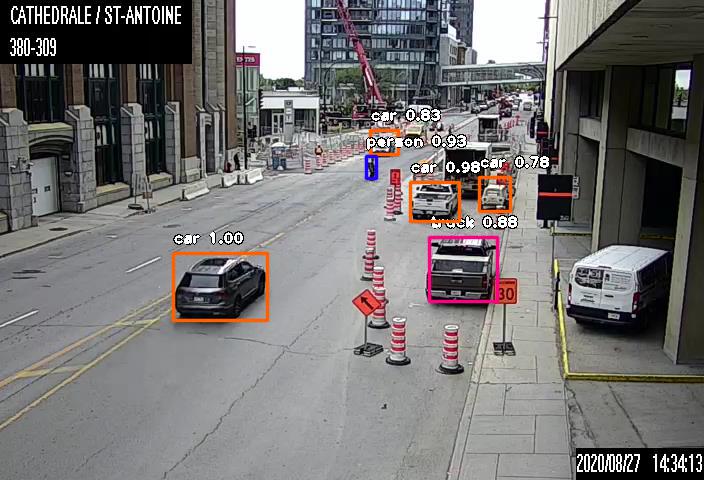 CATHEDRALE / ST-ANTOINE
380-309
car 0.83
person 0.93
car 0.98
car 0.78
truck 0.88
car 1.00
30
2020/08/27 14:34:13